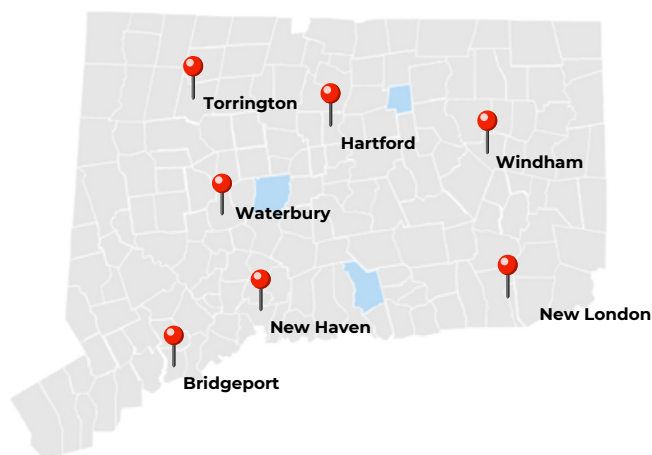 Torrington
Hartford
Windham
Waterbury
New London
New Haven
Bridgeport